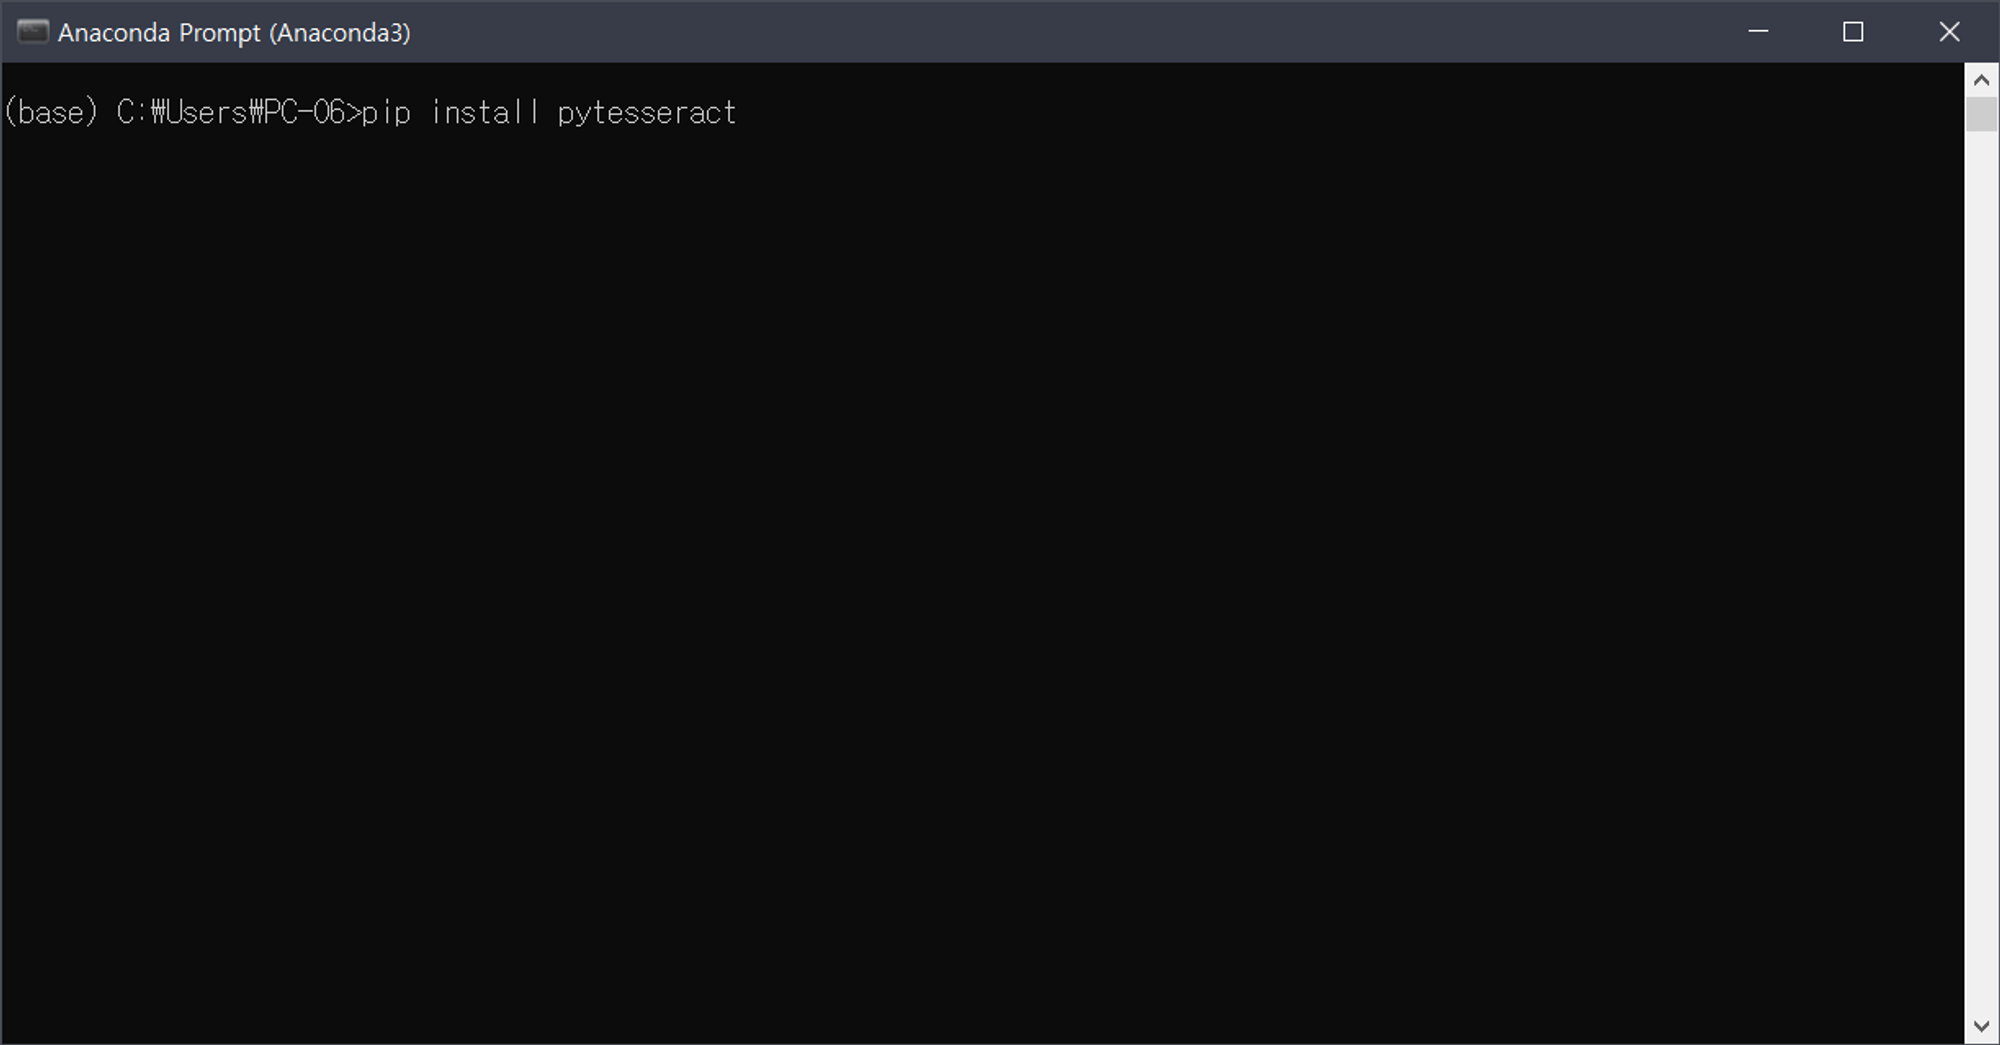 Anaconda Prompt (Anaconda3)
(base) C:₩Users₩PC-06>pip install pytesseract